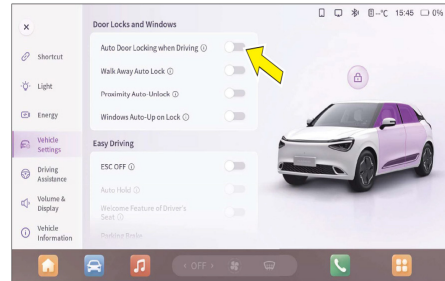 --°C 15:45 0%
Door Locks and Windows
Auto Door Locking when Driving
Walk Away Auto Lock
Proximity Auto-Unlock
Windows Auto-Up on Lock
Easy Driving
ESC OFF
Auto Hold
Welcome Feature of Driver's
Seat
Parking Brake
Shortcut
Light
Energy
Vehicle
Settings
Driving
Assistance
Volume &
Display
Vehicle
Information
‹ OFF ›